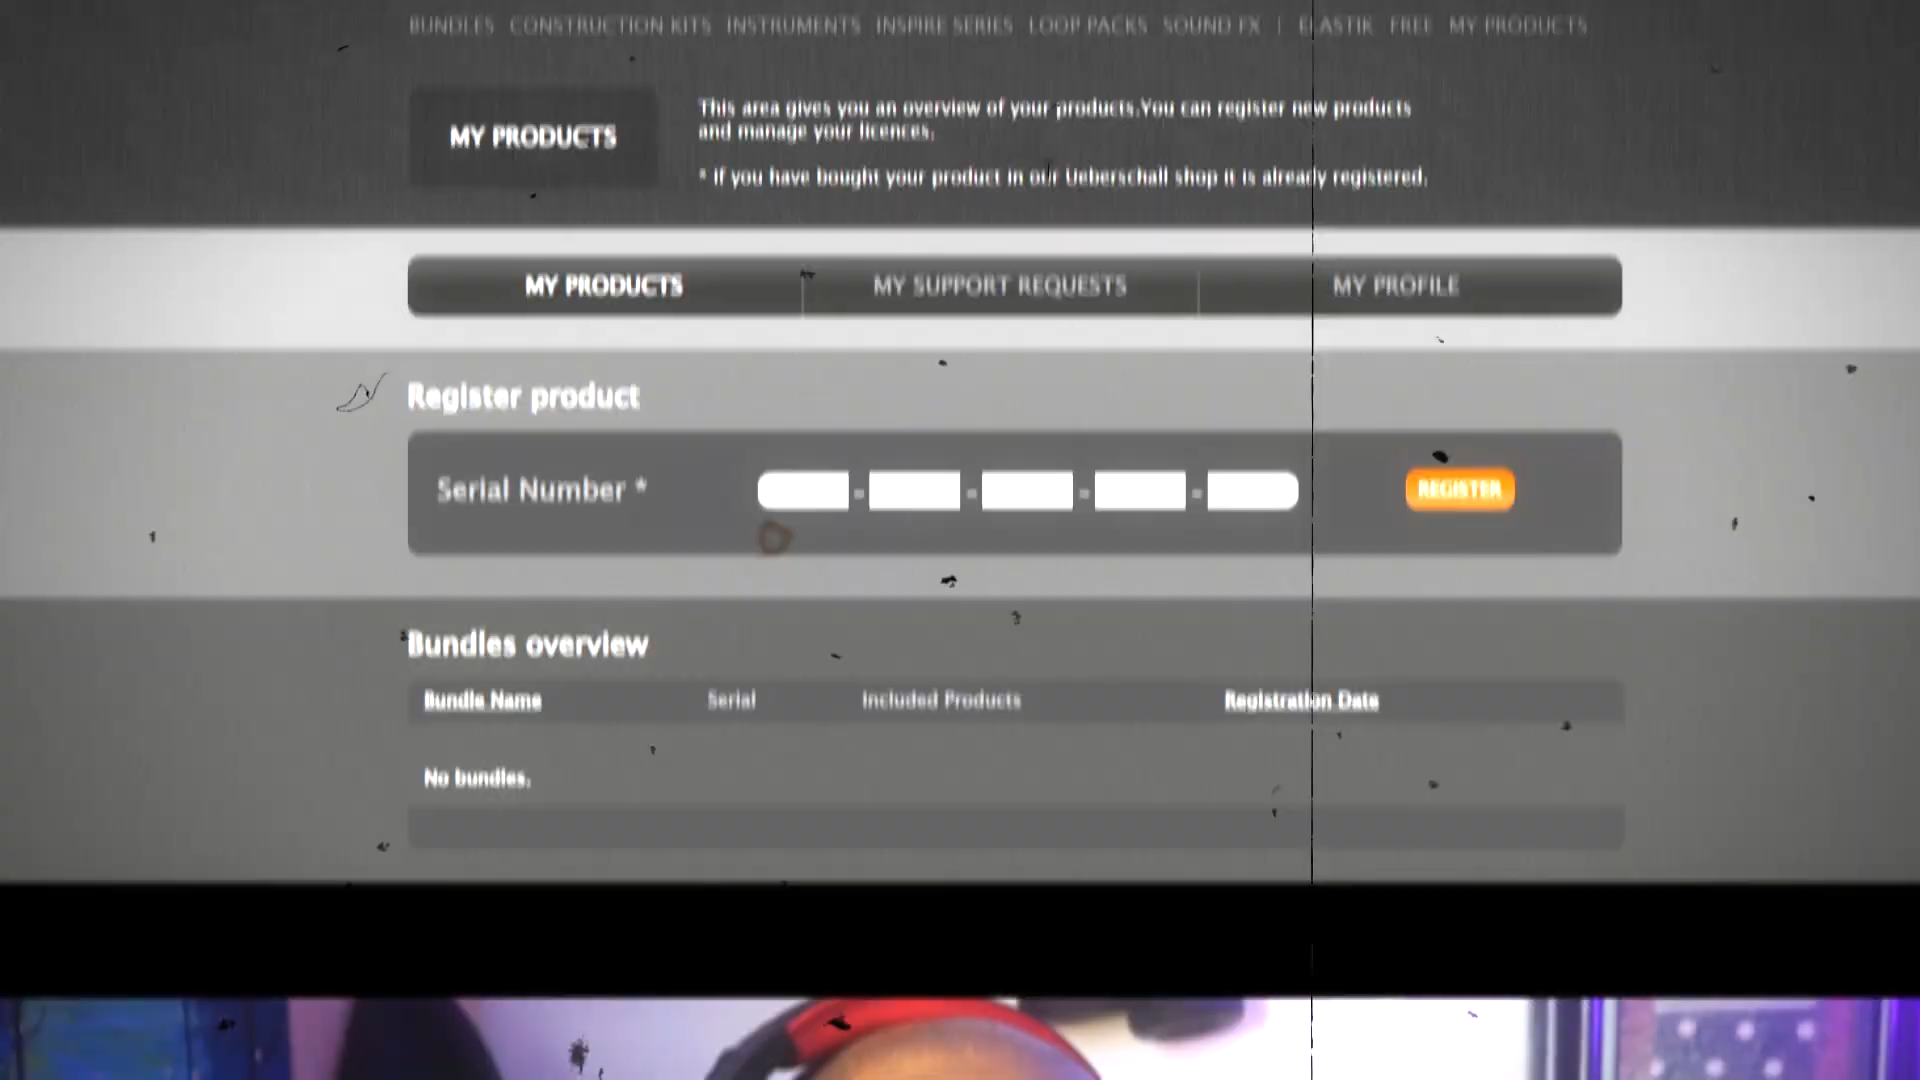 BUNDLES CONSTRUCTION KITS INSTRUMENTS INSPIRE SERIES LOOP PACKS SOUND FX | ELASTIK FREE MY PRODUCTS
MY PRODUCTS
This area gives you an overview of your products.You can register new products
and manage your licences.
* If you have bought your product in our Ueberschall shop it is already registered.
MY PRODUCTS MY SUPPORT REQUESTS MY PROFILE
Register product
Serial Number * - - - - REGISTER
Bundles overview
Bundle Name Serial Included Products Registration Date
No bundles.